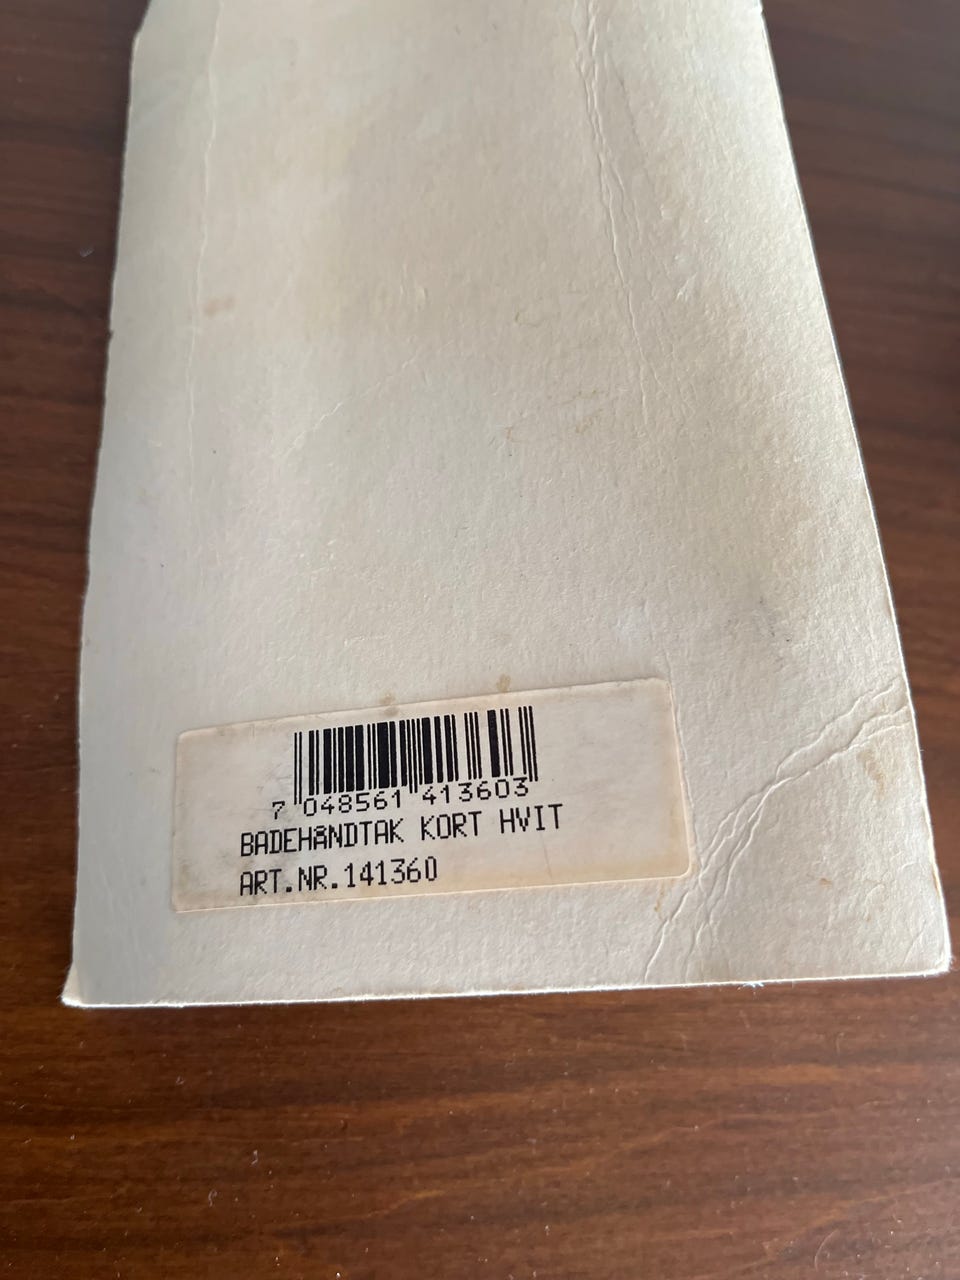 7 048561 413603
BADEHÅNDTAK KORT HVIT
ART.NR.141360